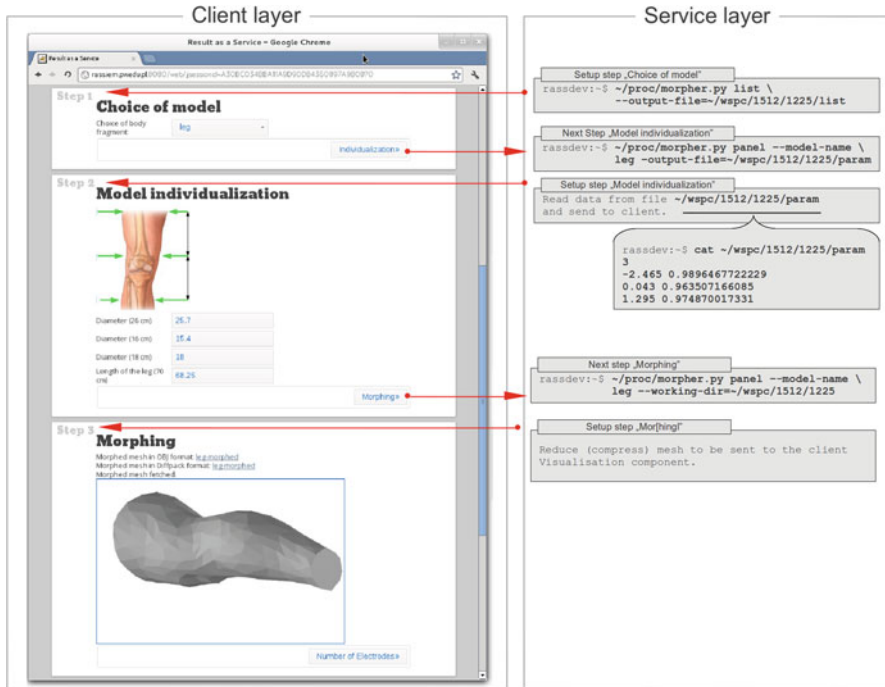 Client layer
Service layer
Result as a Service – Google Chrome
Result as a Service
Step 1
Choice of model
Choice of body
fragment
leg
Individualization»
Step 2
Model individualization
Diameter (26 cm)
25.7
Diameter (16 cm)
15.4
Diameter (18 cm)
18
Length of the leg (70
cm)
68.25
Morphing»
Step 3
Morphing
Morphed mesh in OBJ format: leg morphed
Morphed mesh in Diffpack format: leg morphed
Morphed mesh fetched.
Number of Electrodes»
Setup step „Choice of model"
rassdev:~$ ~/proc/morpher.py list \
--output-file=~/wspc/1512/1225/list
Next Step „Model individualization"
rassdev:~$ ~/proc/morpher.py panel --model-name \
leg -output-file=~/wspc/1512/1225/param
Setup step „Model individualization"
Read data from file ~/wspc/1512/1225/param
and send to client.
rassdev:~$ cat ~/wspc/1512/1225/param
3
-2.465 0.9896467722229
0.043 0.963507166085
1.295 0.974870017331
Next step „Morphing"
rassdev:~$ ~/proc/morpher.py panel --model-name \
leg --working-dir=~/wspc/1512/1225
Setup step „Mor[hingl"
Reduce (compress) mesh to be sent to the client
Visualisation component.